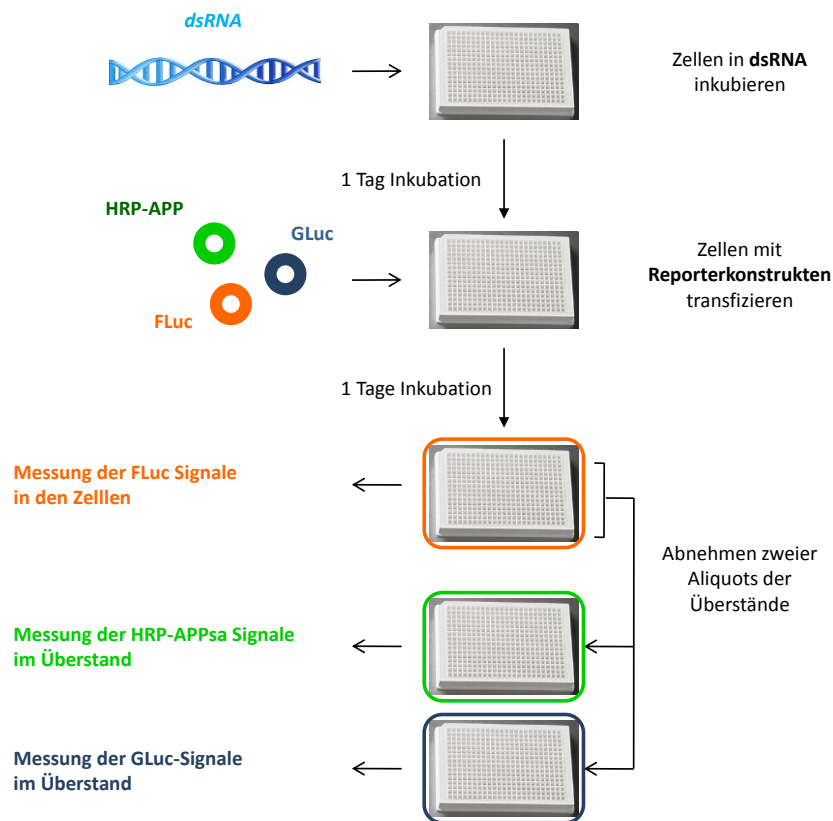 dsRNA
Zellen in dsRNA
inkubieren
1 Tag Inkubation
HRP-APP
GLuc
FLuc
Zellen mit
Reporterkonstrukten
transfizieren
1 Tage Inkubation
Messung der FLuc Signale
in den Zelllen
Abnehmen zweier
Aliquots der
Überstände
Messung der HRP-APPsa Signale
im Überstand
Messung der GLuc-Signale
im Überstand